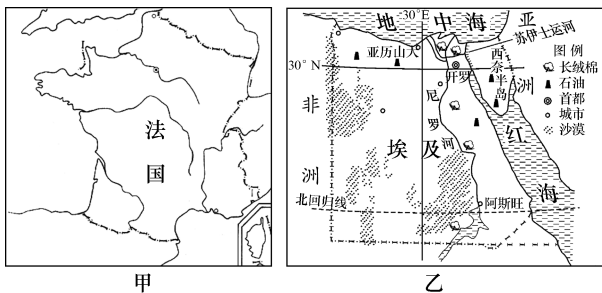 法
国
甲
地中海
30°E
亚
苏伊士运河
亚历山大
西奈半岛
图例
长绒棉
石油
首都
城市
沙漠
30°N
开罗
洲
非
尼
罗
河
红
埃及
洲
海
北回归线
阿斯旺
乙